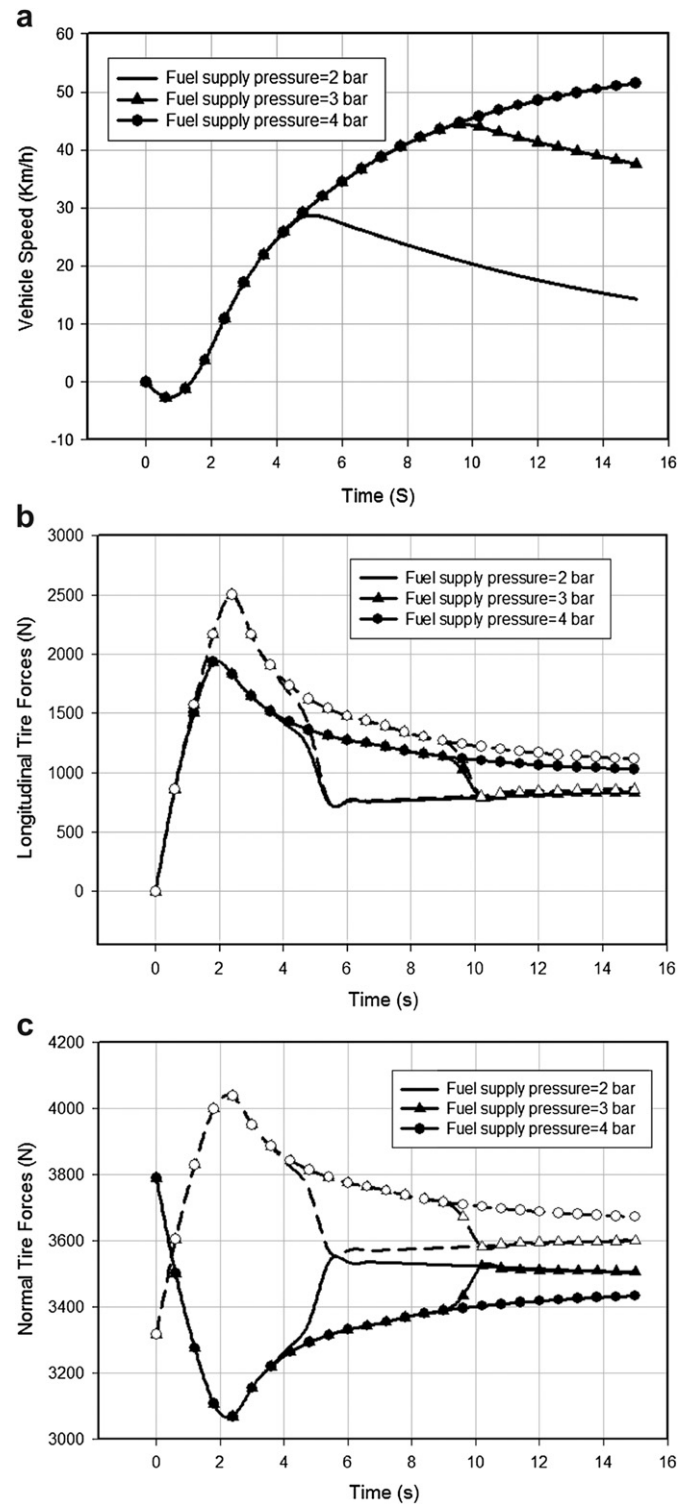 a
60
50
40
30
20
10
0
-10
Vehicle Speed (Km/h)
Fuel supply pressure=2 bar
Fuel supply pressure=3 bar
Fuel supply pressure=4 bar
0 2 4 6 8 10 12 14 16
Time (S)
b
3000
2500
2000
1500
1000
500
0
Longitudinal Tire Forces (N)
Fuel supply pressure=2 bar
Fuel supply pressure=3 bar
Fuel supply pressure=4 bar
0 2 4 6 8 10 12 14 16
Time (s)
c
4200
4000
3800
3600
3400
3200
3000
Normal Tire Forces (N)
Fuel supply pressure=2 bar
Fuel supply pressure=3 bar
Fuel supply pressure=4 bar
0 2 4 6 8 10 12 14 16
Time (s)